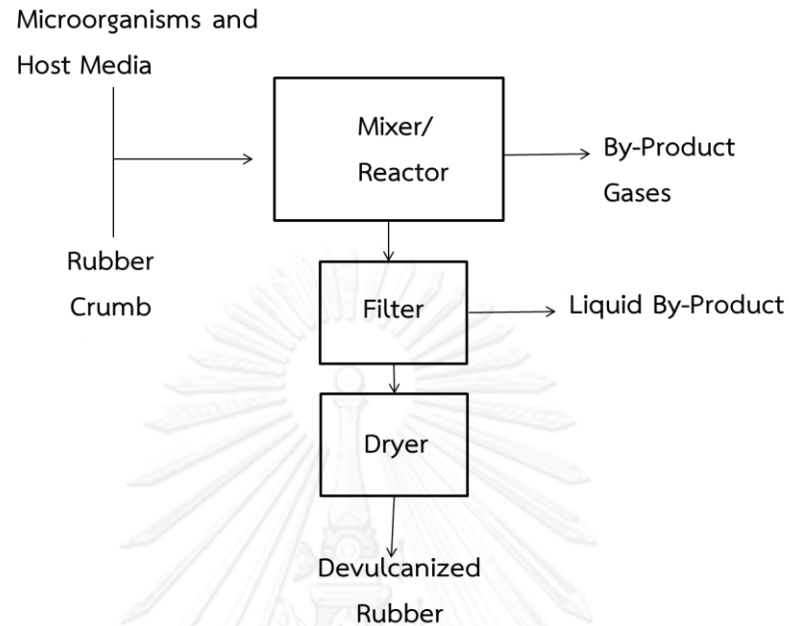 Microorganisms and
Host Media
Mixer/
Reactor
By-Product
Gases
Rubber
Crumb
Filter
Liquid By-Product
Dryer
Devulcanized
Rubber